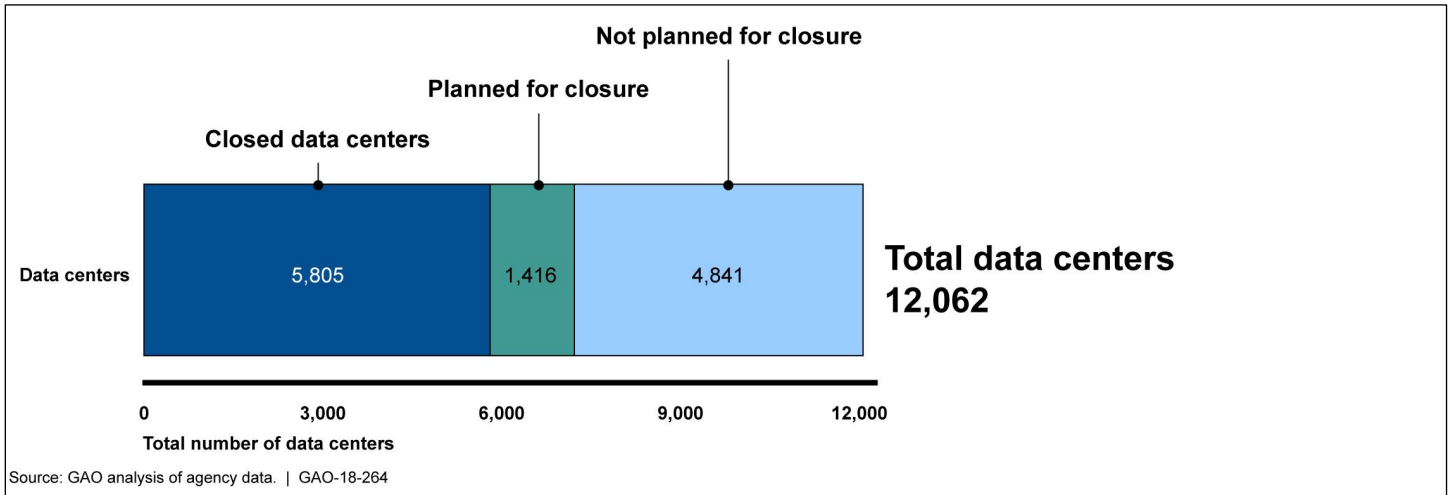 Not planned for closure
Planned for closure
Closed data centers
Data centers
5,805
1,416
4,841
Total data centers
12,062
0
3,000
6,000
9,000
12,000
Total number of data centers
Source: GAO analysis of agency data. | GAO-18-264